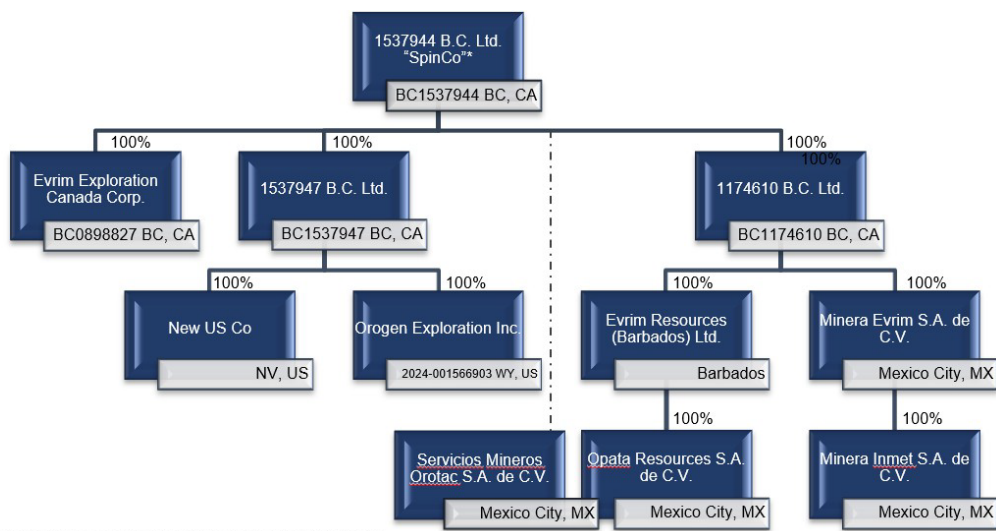 1537944 B.C. Ltd.
“SpinCo”*
BC1537944 BC, CA
100%
100%
100%
100%
Evrim Exploration
Canada Corp.
BC0898827 BC, CA
1537947 B.C. Ltd.
BC1537947 BC, CA
1174610 B.C. Ltd.
BC1174610 BC, CA
100%
100%
100%
100%
New US Co
NV, US
Orogen Exploration Inc.
2024-001566903 WY, US
Evrim Resources
(Barbados) Ltd.
Barbados
Minera Evrim S.A. de
C.V.
Mexico City, MX
100%
100%
Servicios Mineros
Orotac S.A. de C.V.
Mexico City, MX
Opata Resources S.A.
de C.V.
Mexico City, MX
Minera Inmet S.A. de
C.V.
Mexico City, MX